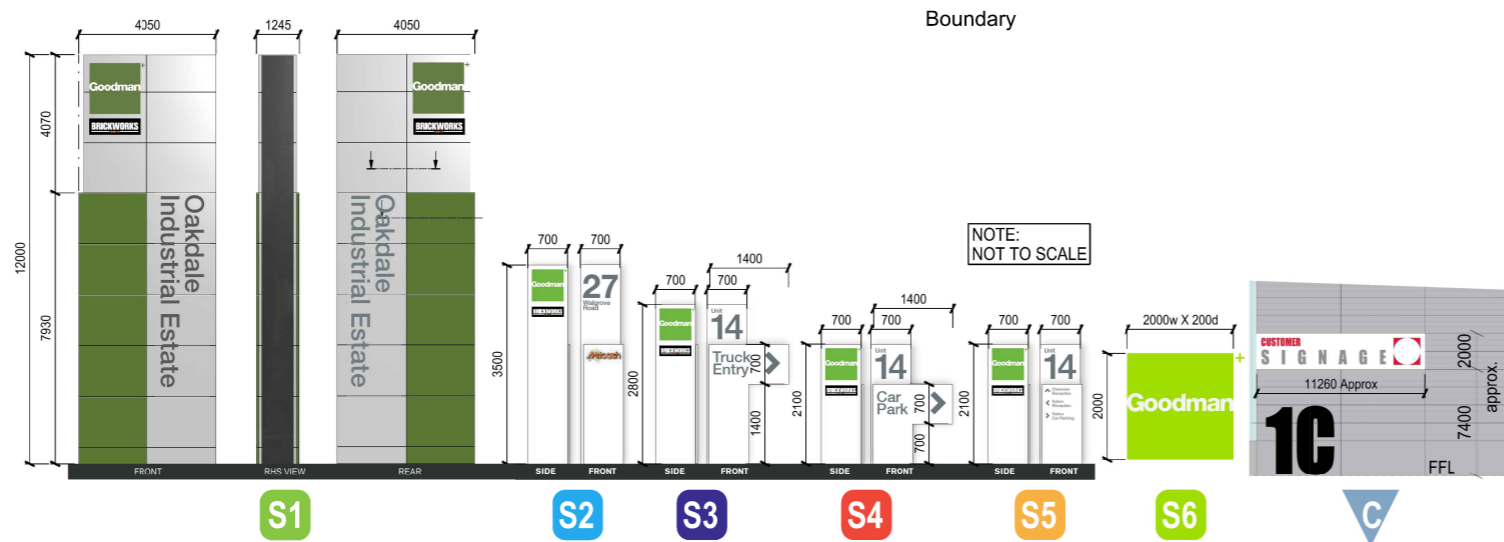 Boundary
4050
1245
4050
12000
4070
7930
Goodman
BRICKWORKS
Oakdale
Industrial Estate
Goodman
BRICKWORKS
Oakdale
Industrial Estate
FRONT
RHS VIEW
REAR
S1
700
700
3500
Goodman
BRICKWORKS
27
Walgrove
Road
SIDE
FRONT
S2
1400
700
700
2800
Goodman
BRICKWORKS
Unit
14
Truck
Entry
700
1400
SIDE
FRONT
S3
1400
700
700
2100
Goodman
Unit
14
Car
Park
700
700
SIDE
FRONT
S4
NOTE:
NOT TO SCALE
700
700
2100
Goodman
Unit
14
SIDE
FRONT
S5
2000w X 200d
2000
Goodman
S6
CUSTOMER
SIGNAGE
11260 Approx
2000
7400
approx.
1C
FFL
C